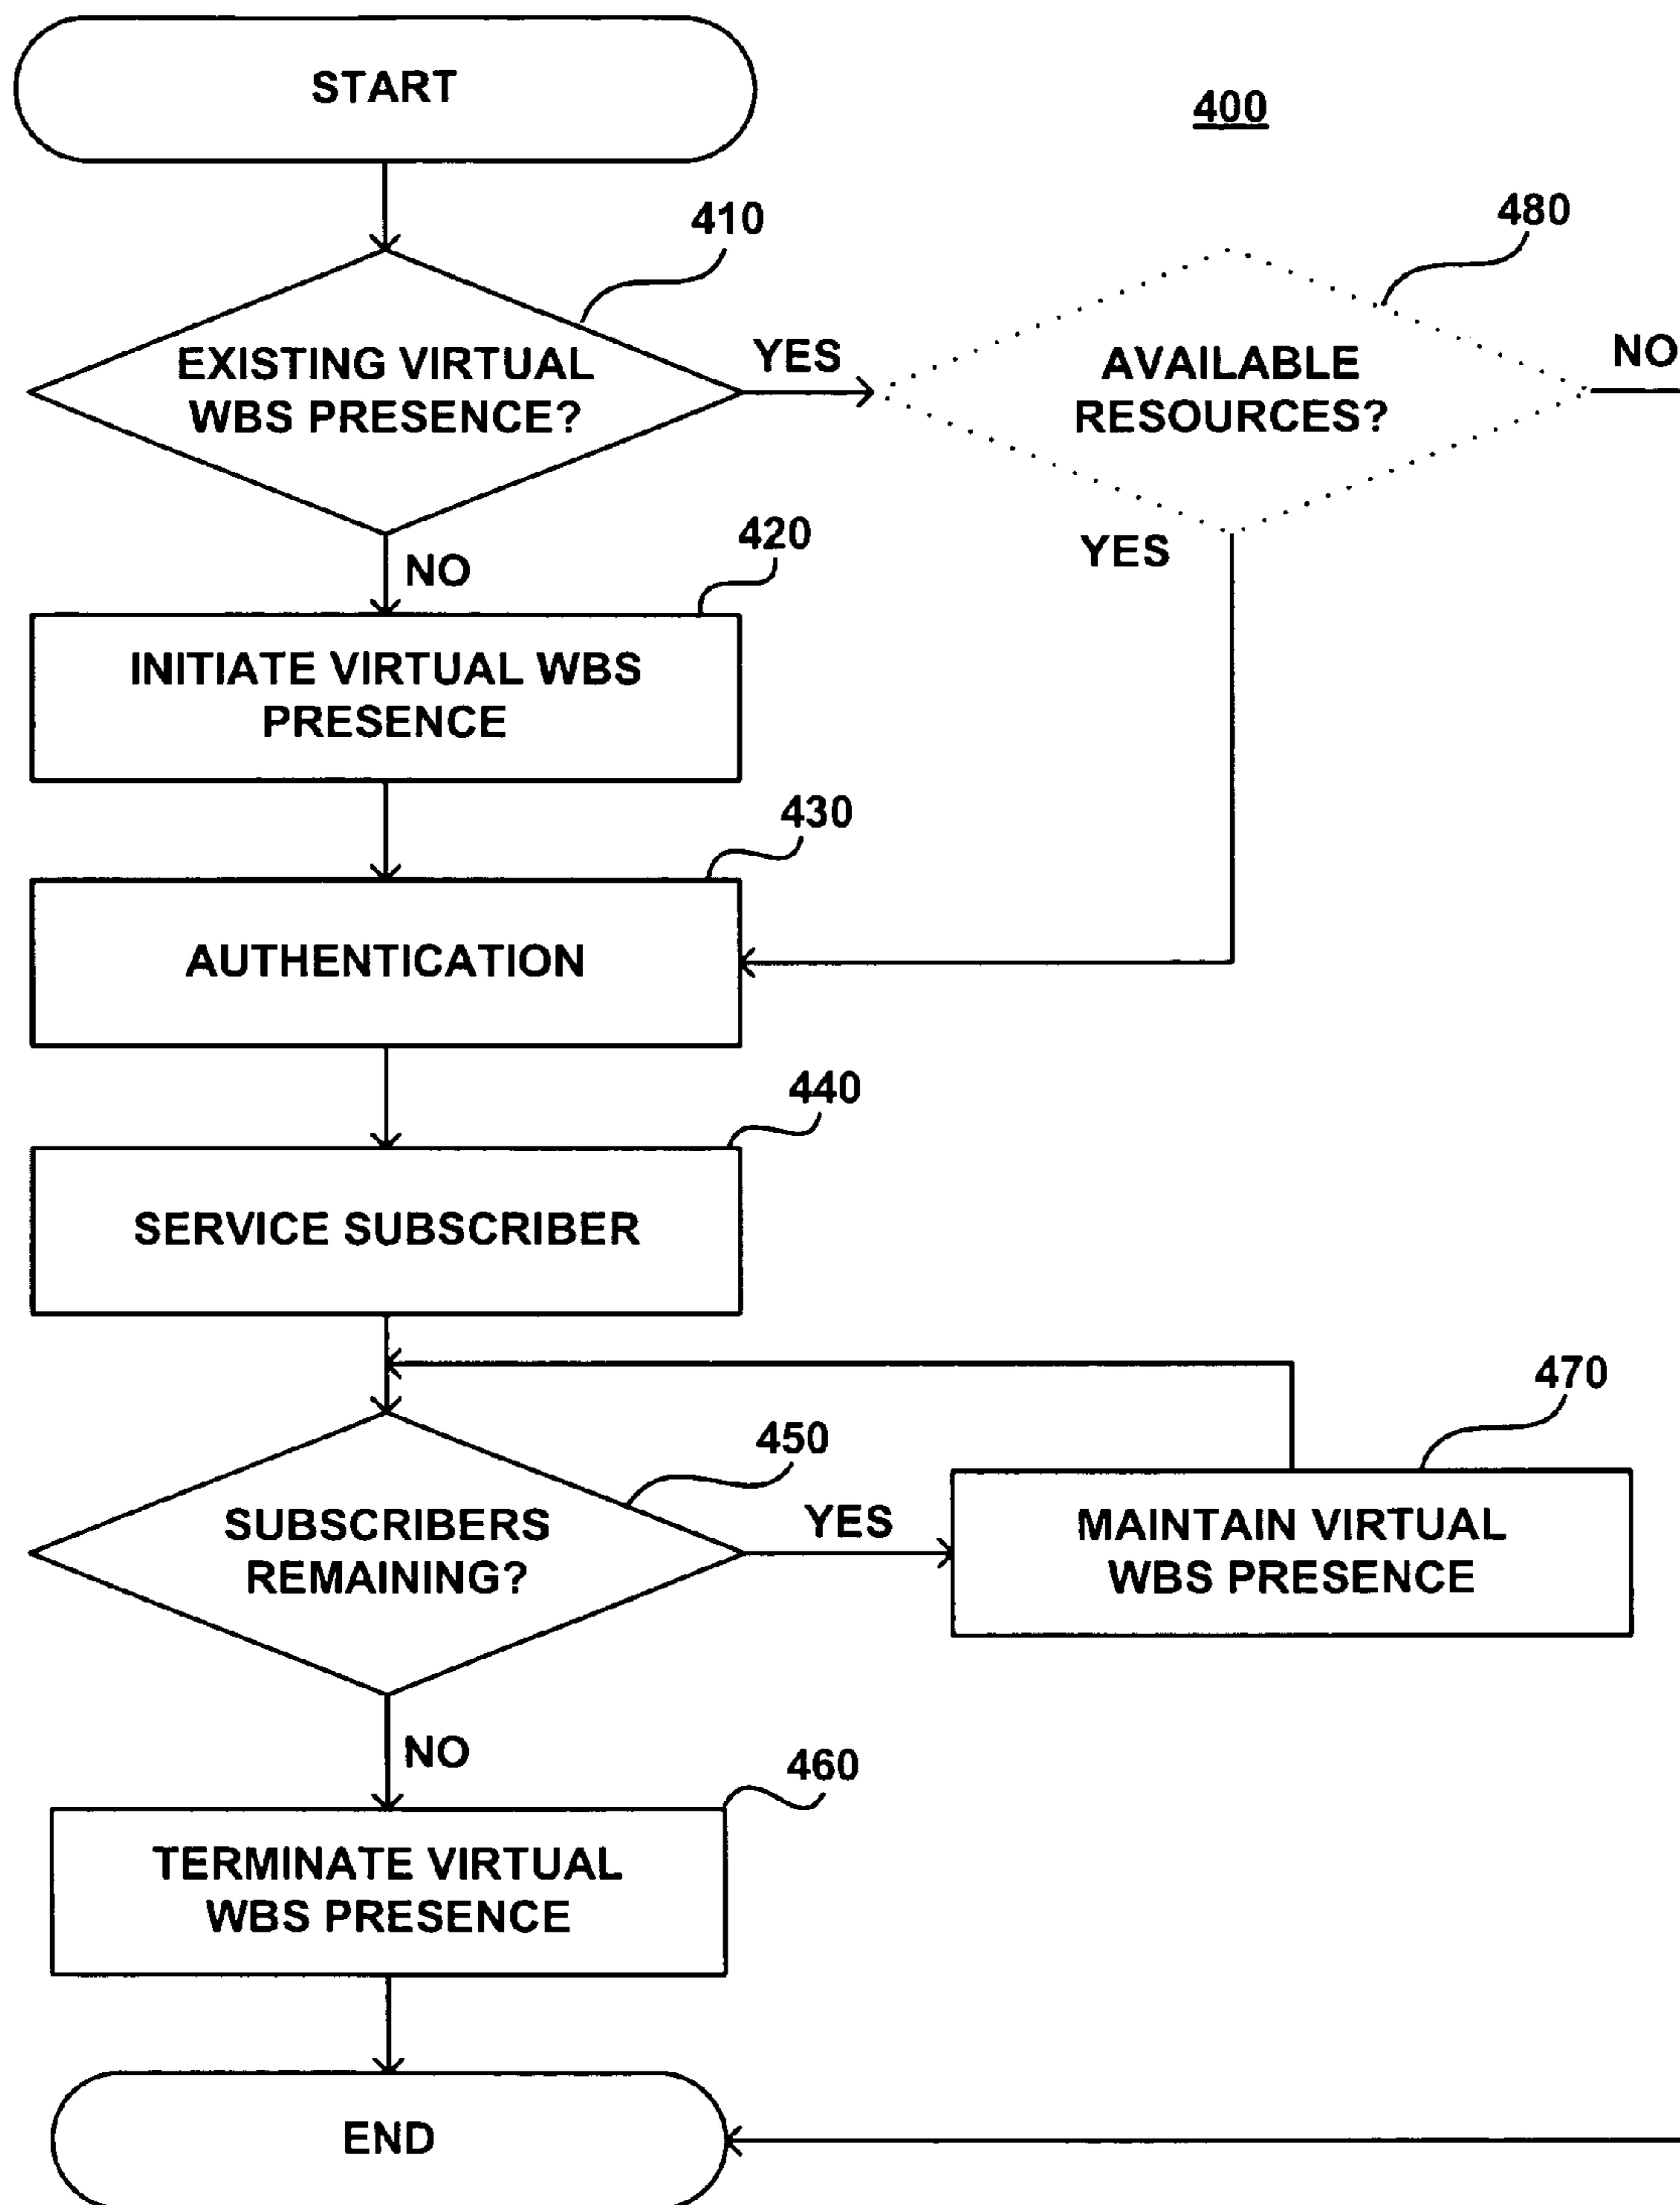 START
400
410
480
EXISTING VIRTUAL
WBS PRESENCE?
YES
AVAILABLE
RESOURCES?
NO
NO
420
YES
INITIATE VIRTUAL WBS
PRESENCE
430
AUTHENTICATION
440
SERVICE SUBSCRIBER
450
470
SUBSCRIBERS
REMAINING?
YES
MAINTAIN VIRTUAL
WBS PRESENCE
NO
460
TERMINATE VIRTUAL
WBS PRESENCE
END